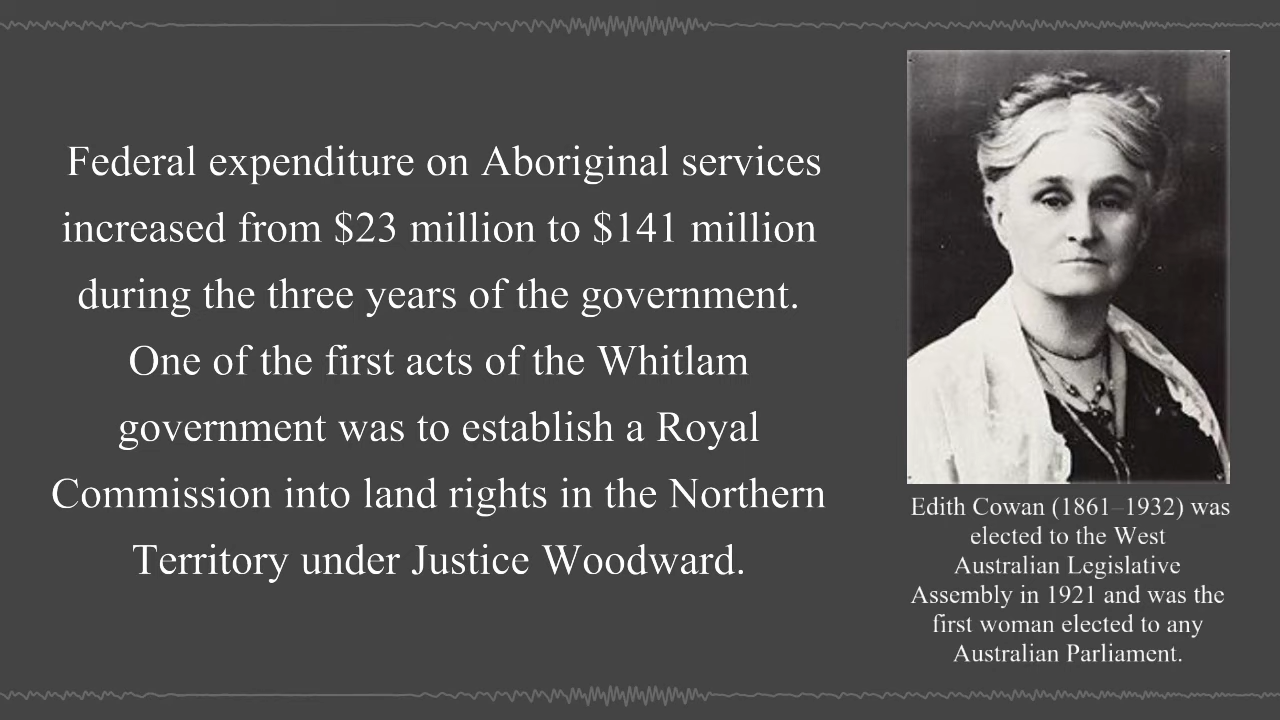 Federal expenditure on Aboriginal services
increased from $23 million to $141 million
during the three years of the government.
One of the first acts of the Whitlam
government was to establish a Royal
Commission into land rights in the Northern
Territory under Justice Woodward.
Edith Cowan (1861–1932) was
elected to the West
Australian Legislative
Assembly in 1921 and was the
first woman elected to any
Australian Parliament.